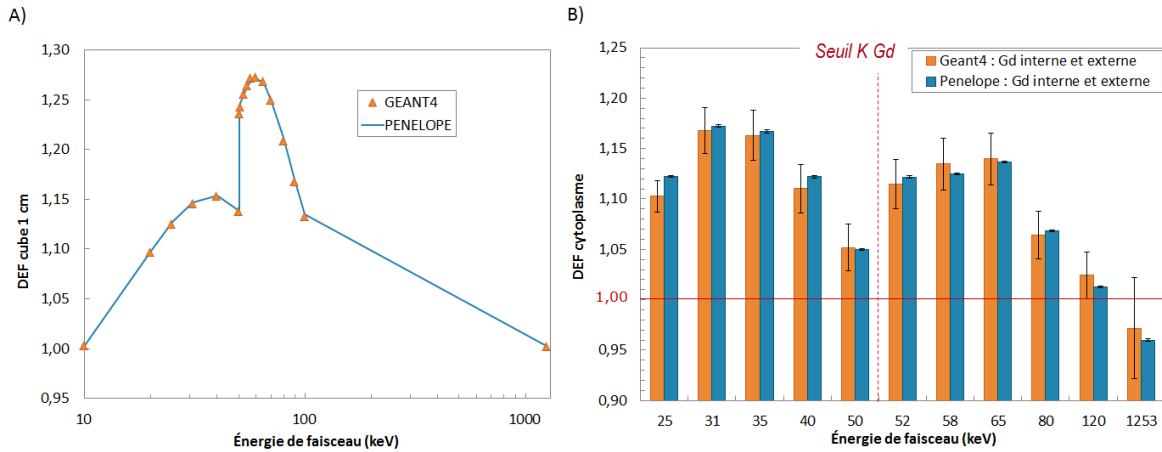 A)
1,30
1,25
1,20
1,15
1,10
1,05
1,00
0,95
DEF cube 1 cm
GEANT4
PENELOPE
10
100
1000
Énergie de faisceau (keV)
B)
Seuil K Gd
1,25
1,20
1,15
1,10
1,05
1,00
0,95
0,90
DEF cytoplasme
Geant4 : Gd interne et externe
Penelope : Gd interne et externe
25
31
35
40
50
52
58
65
80
120
1253
Énergie de faisceau (keV)